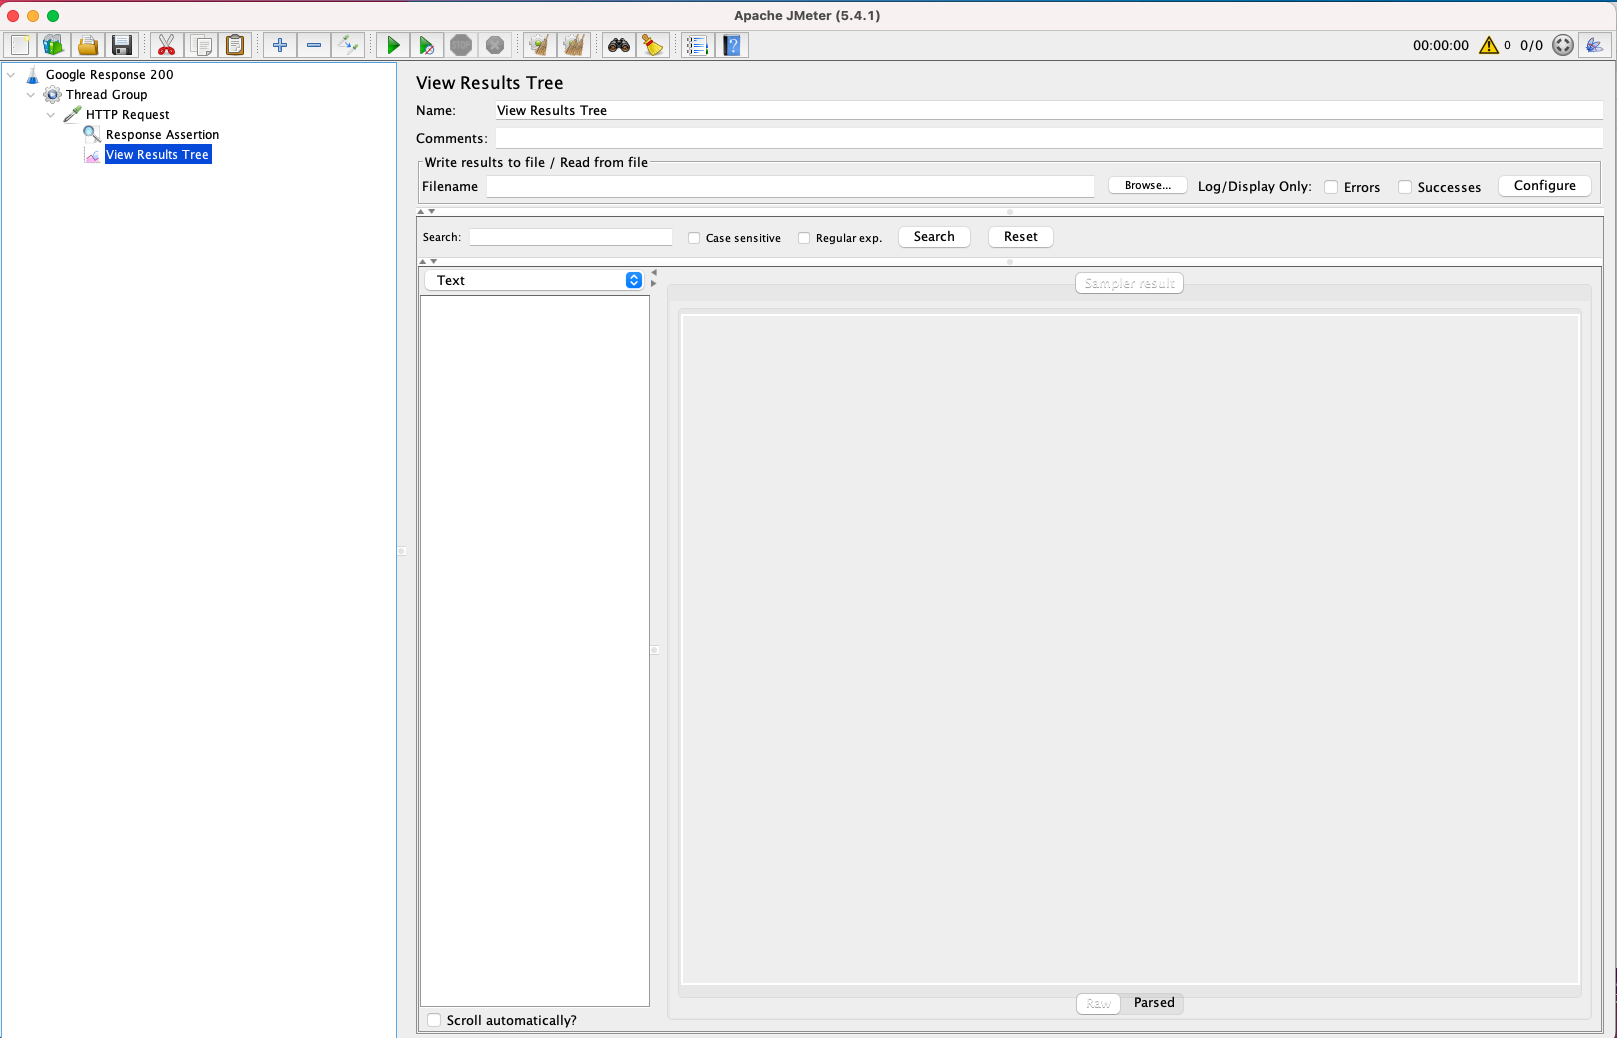 Apache JMeter (5.4.1)
STOP
00:00:00 0 0/0
Google Response 200
Thread Group
HTTP Request
Response Assertion
View Results Tree
View Results Tree
Name: View Results Tree
Comments:
Write results to file / Read from file
Filename Browse... Log/Display Only: Errors Successes Configure
Search: Case sensitive Regular exp. Search Reset
Text
Sampler result
Raw Parsed
Scroll automatically?